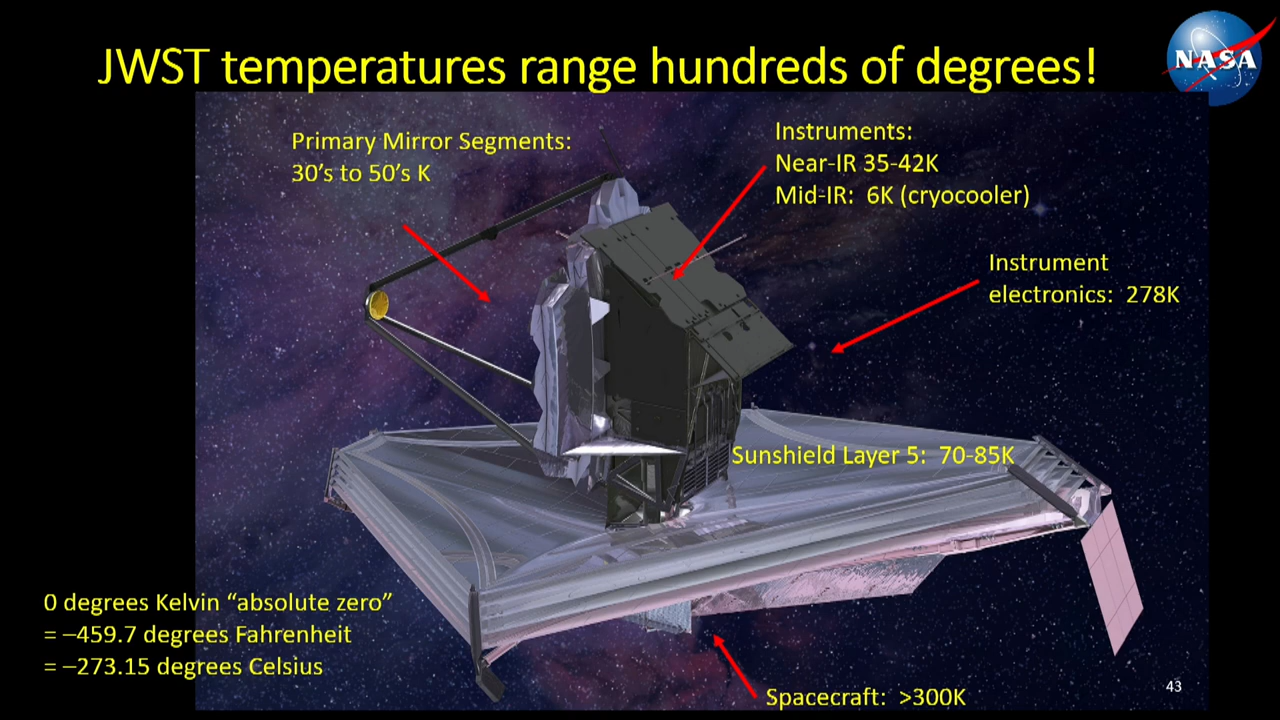 JWST temperatures range hundreds of degrees!
NASA
Primary Mirror Segments:
30’s to 50’s K
Instruments:
Near-IR 35-42K
Mid-IR: 6K (cryocooler)
Instrument
electronics: 278K
Sunshield Layer 5: 70-85K
0 degrees Kelvin “absolute zero”
= –459.7 degrees Fahrenheit
= –273.15 degrees Celsius
Spacecraft: >300K
43